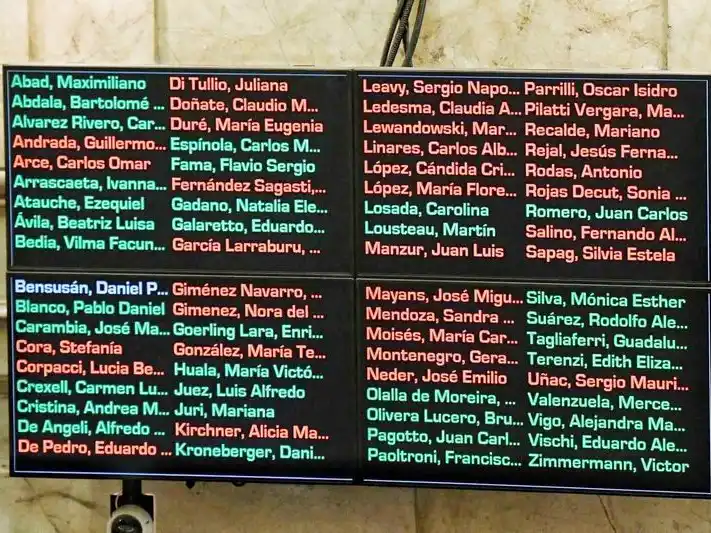 Abad, Maximiliano
Abdala, Bartolomé ...
Alvarez Rivero, Car...
Andrada, Guillermo...
Arce, Carlos Omar
Arrascaeta, Ivanna...
Atauche, Ezequiel
Ávila, Beatriz Luisa
Bedia, Vilma Facun...
Di Tullio, Juliana
Doñate, Claudio M...
Duré, María Eugenia
Espínola, Carlos M...
Fama, Flavio Sergio
Fernández Sagasti,...
Gadano, Natalia Ele...
Galaretto, Eduardo...
García Larraburu, ...
Leavy, Sergio Napo...
Ledesma, Claudia A...
Lewandowski, Mar...
Linares, Carlos Alb...
López, Cándida Cri...
López, María Flore...
Losada, Carolina
Lousteau, Martín
Manzur, Juan Luis
Parrilli, Oscar Isidro
Pilatti Vergara, Ma...
Recalde, Mariano
Rejal, Jesús Ferna...
Rodas, Antonio
Rojas Decut, Sonia ...
Romero, Juan Carlos
Salino, Fernando Al...
Sapag, Silvia Estela
Bensusán, Daniel P...
Blanco, Pablo Daniel
Carambia, José Ma...
Cora, Stefanía
Corpacci, Lucia Be...
Crexell, Carmen Lu...
Cristina, Andrea M...
De Angeli, Alfredo ...
De Pedro, Eduardo ...
Giménez Navarro, ...
Gimenez, Nora del ...
Goerling Lara, Enri...
González, María Te...
Huala, María Victó...
Juez, Luis Alfredo
Juri, Mariana
Kirchner, Alicia Ma...
Kroneberger, Dani...
Mayans, José Migu...
Mendoza, Sandra ...
Moisés, María Car...
Montenegro, Gera...
Neder, José Emilio
Olalla de Moreira, ...
Olivera Lucero, Bru...
Pagotto, Juan Carl...
Paoltroni, Francisc...
Silva, Mónica Esther
Suárez, Rodolfo Ale...
Tagliaferri, Guadalu...
Terenzi, Edith Eliza...
Uñac, Sergio Mauri...
Valenzuela, Merce...
Vigo, Alejandra Ma...
Vischi, Eduardo Ale...
Zimmermann, Victor